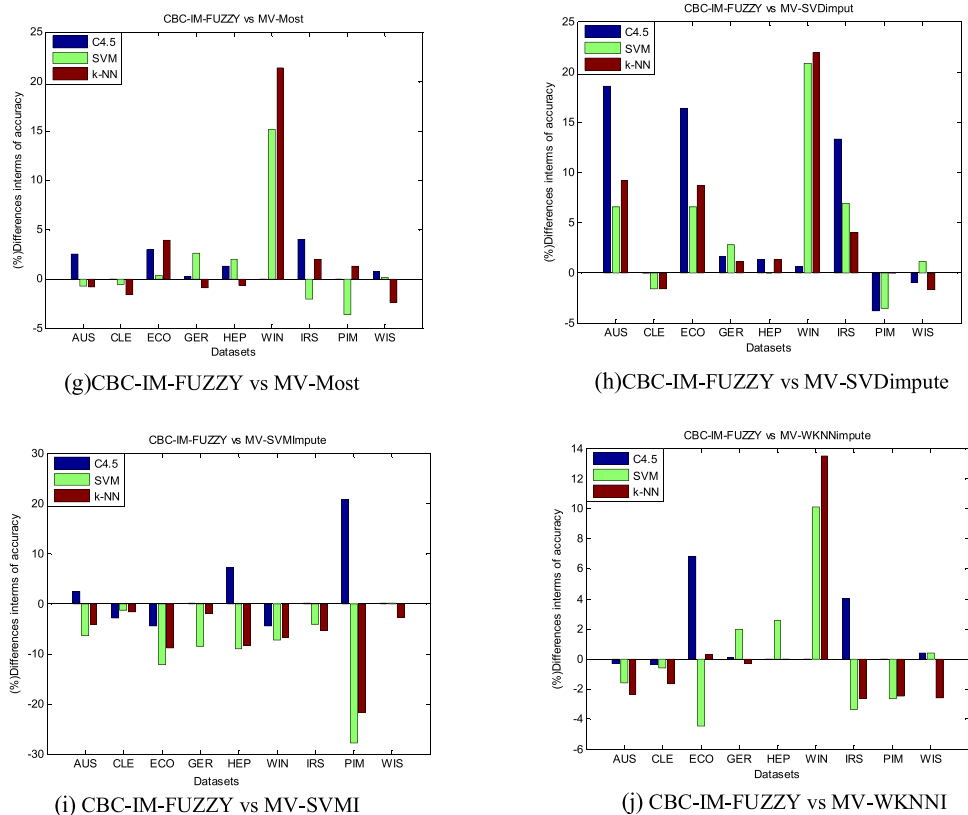 CBC-IM-FUZZY vs MV-Most
25
20
15
10
5
0
-5
(%)Differences interms of accuracy
C4.5
SVM
k-NN
AUS CLE ECO GER HEP WIN IRS PIM WIS
Datasets
(g)CBC-IM-FUZZY vs MV-Most
CBC-IM-FUZZY vs MV-SVDimput
25
20
15
10
5
0
-5
(%)Differences interms of accuracy
C4.5
SVM
k-NN
AUS CLE ECO GER HEP WIN IRS PIM WIS
Datasets
(h)CBC-IM-FUZZY vs MV-SVDimpute
CBC-IM-FUZZY vs MV-SVMImpute
30
20
10
0
-10
-20
-30
(%)Differences interms of accuracy
C4.5
SVM
k-NN
AUS CLE ECO GER HEP WIN IRS PIM WIS
Datasets
(i) CBC-IM-FUZZY vs MV-SVMI
CBC-IM-FUZZY vs MV-WKNNimpute
14
12
10
8
6
4
2
0
-2
-4
-6
(%)Differences interms of accuracy
C4.5
SVM
k-NN
AUS CLE ECO GER HEP WIN IRS PIM WIS
Datasets
(j) CBC-IM-FUZZY vs MV-WKNNI